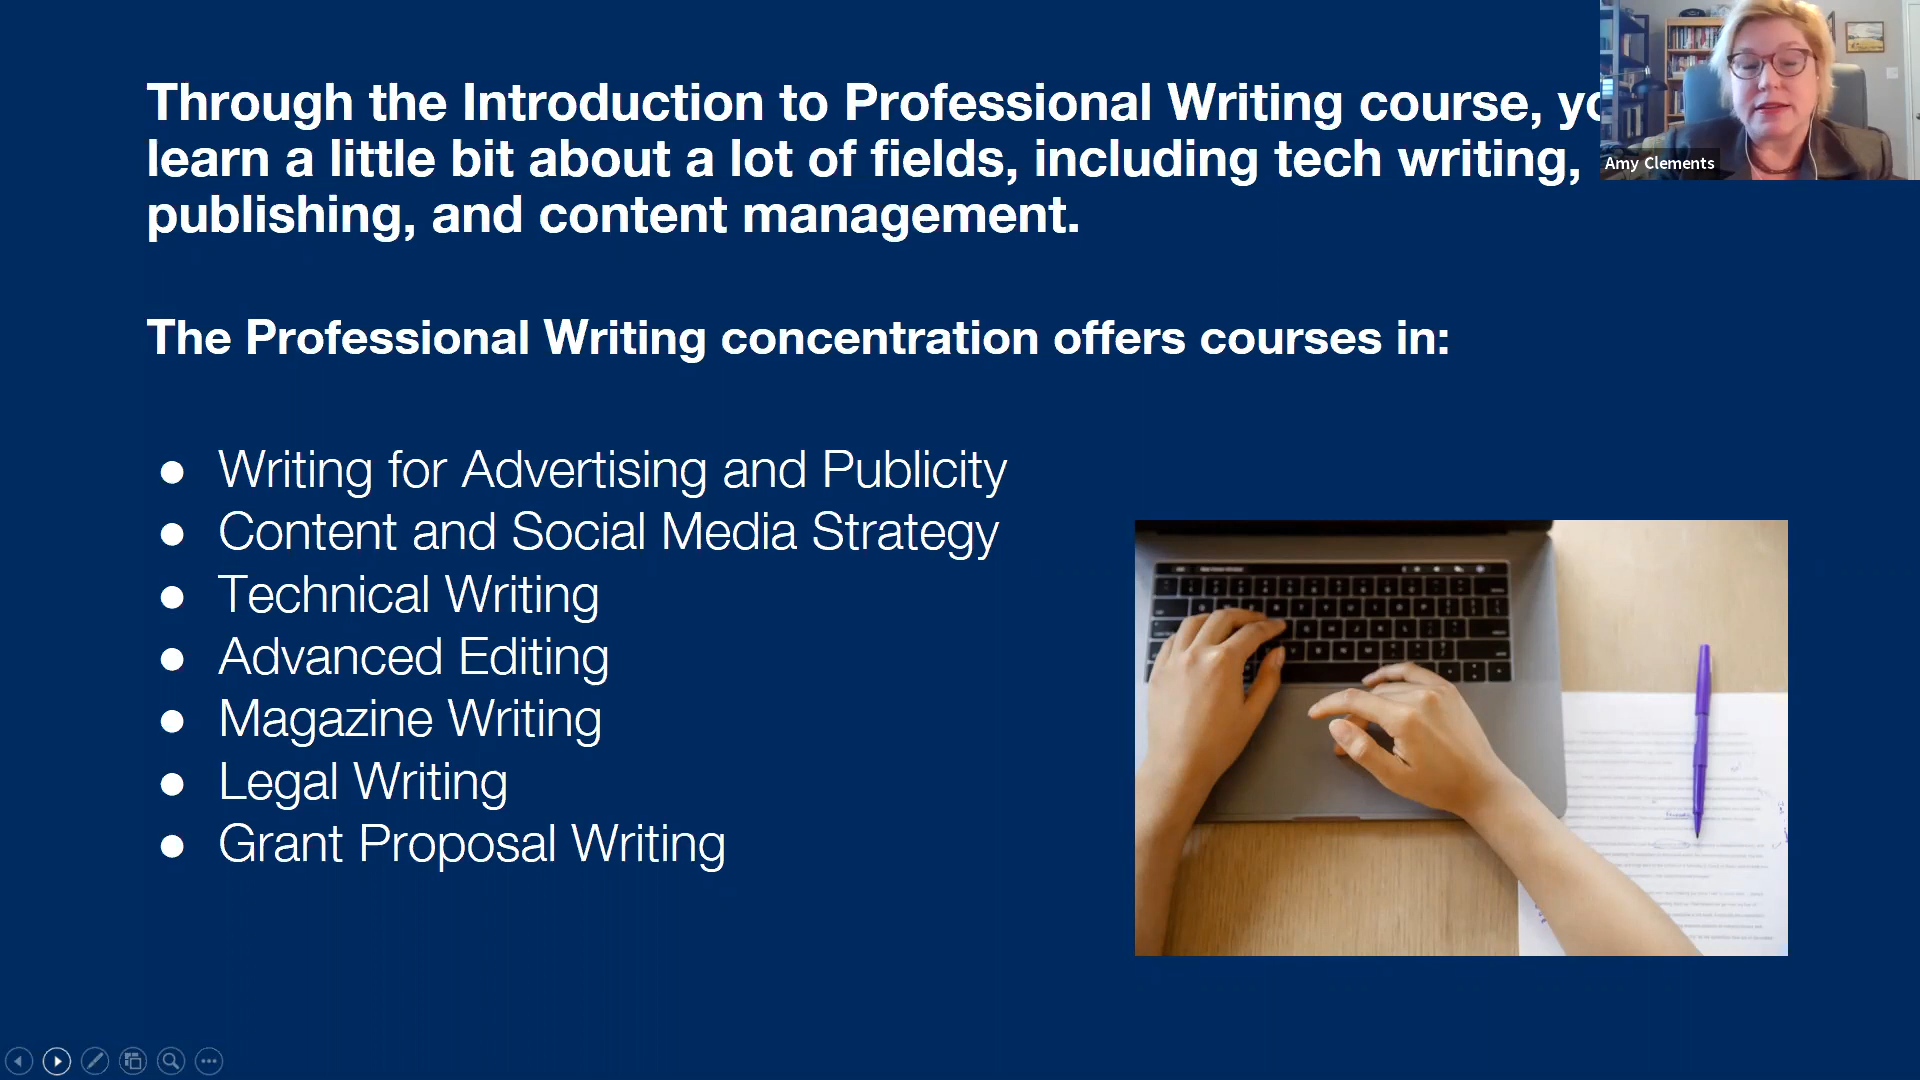 Through the Introduction to Professional Writing course,
learn a little bit about a lot of fields, including tech writing,
publishing, and content management.
The Professional Writing concentration offers courses in:
● Writing for Advertising and Publicity
● Content and Social Media Strategy
● Technical Writing
● Advanced Editing
● Magazine Writing
● Legal Writing
● Grant Proposal Writing
Amy Clements